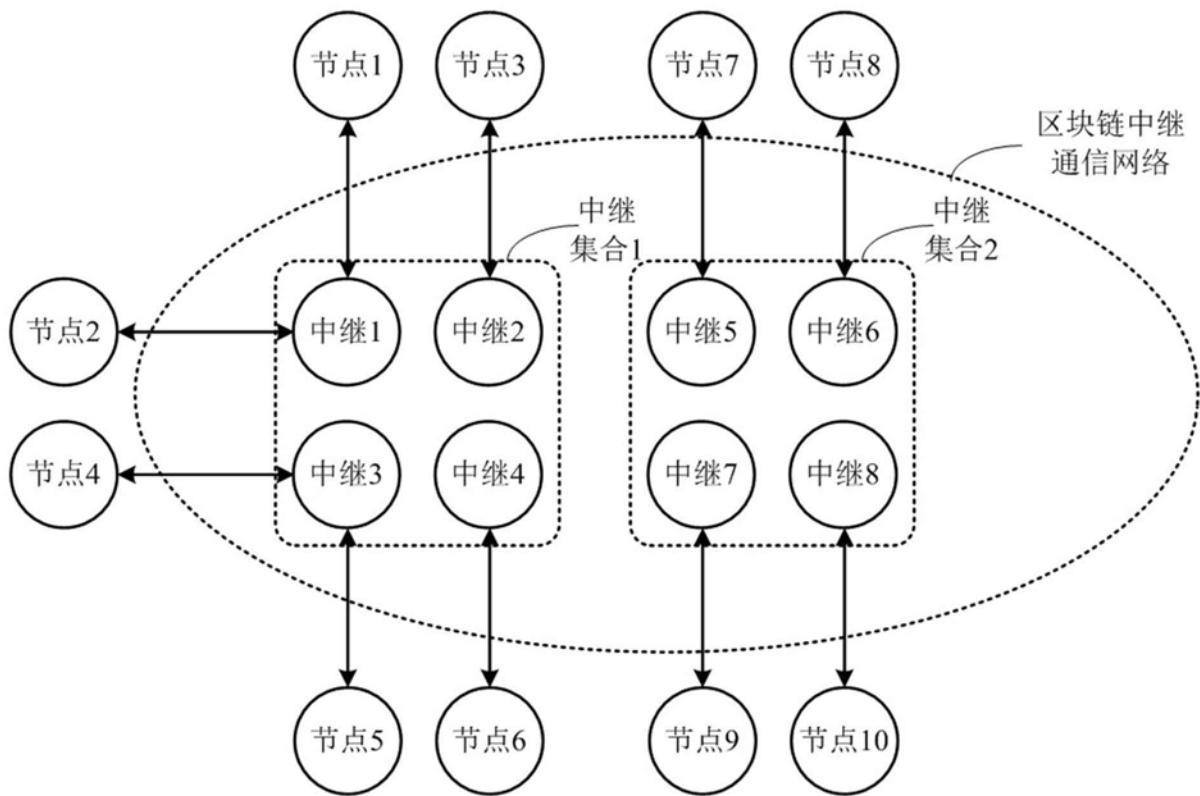 节点1
节点3
节点7
节点8
区块链中继
通信网络
中继
集合1
中继
集合2
节点2
中继1
中继2
中继5
中继6
节点4
中继3
中继4
中继7
中继8
节点5
节点6
节点9
节点10